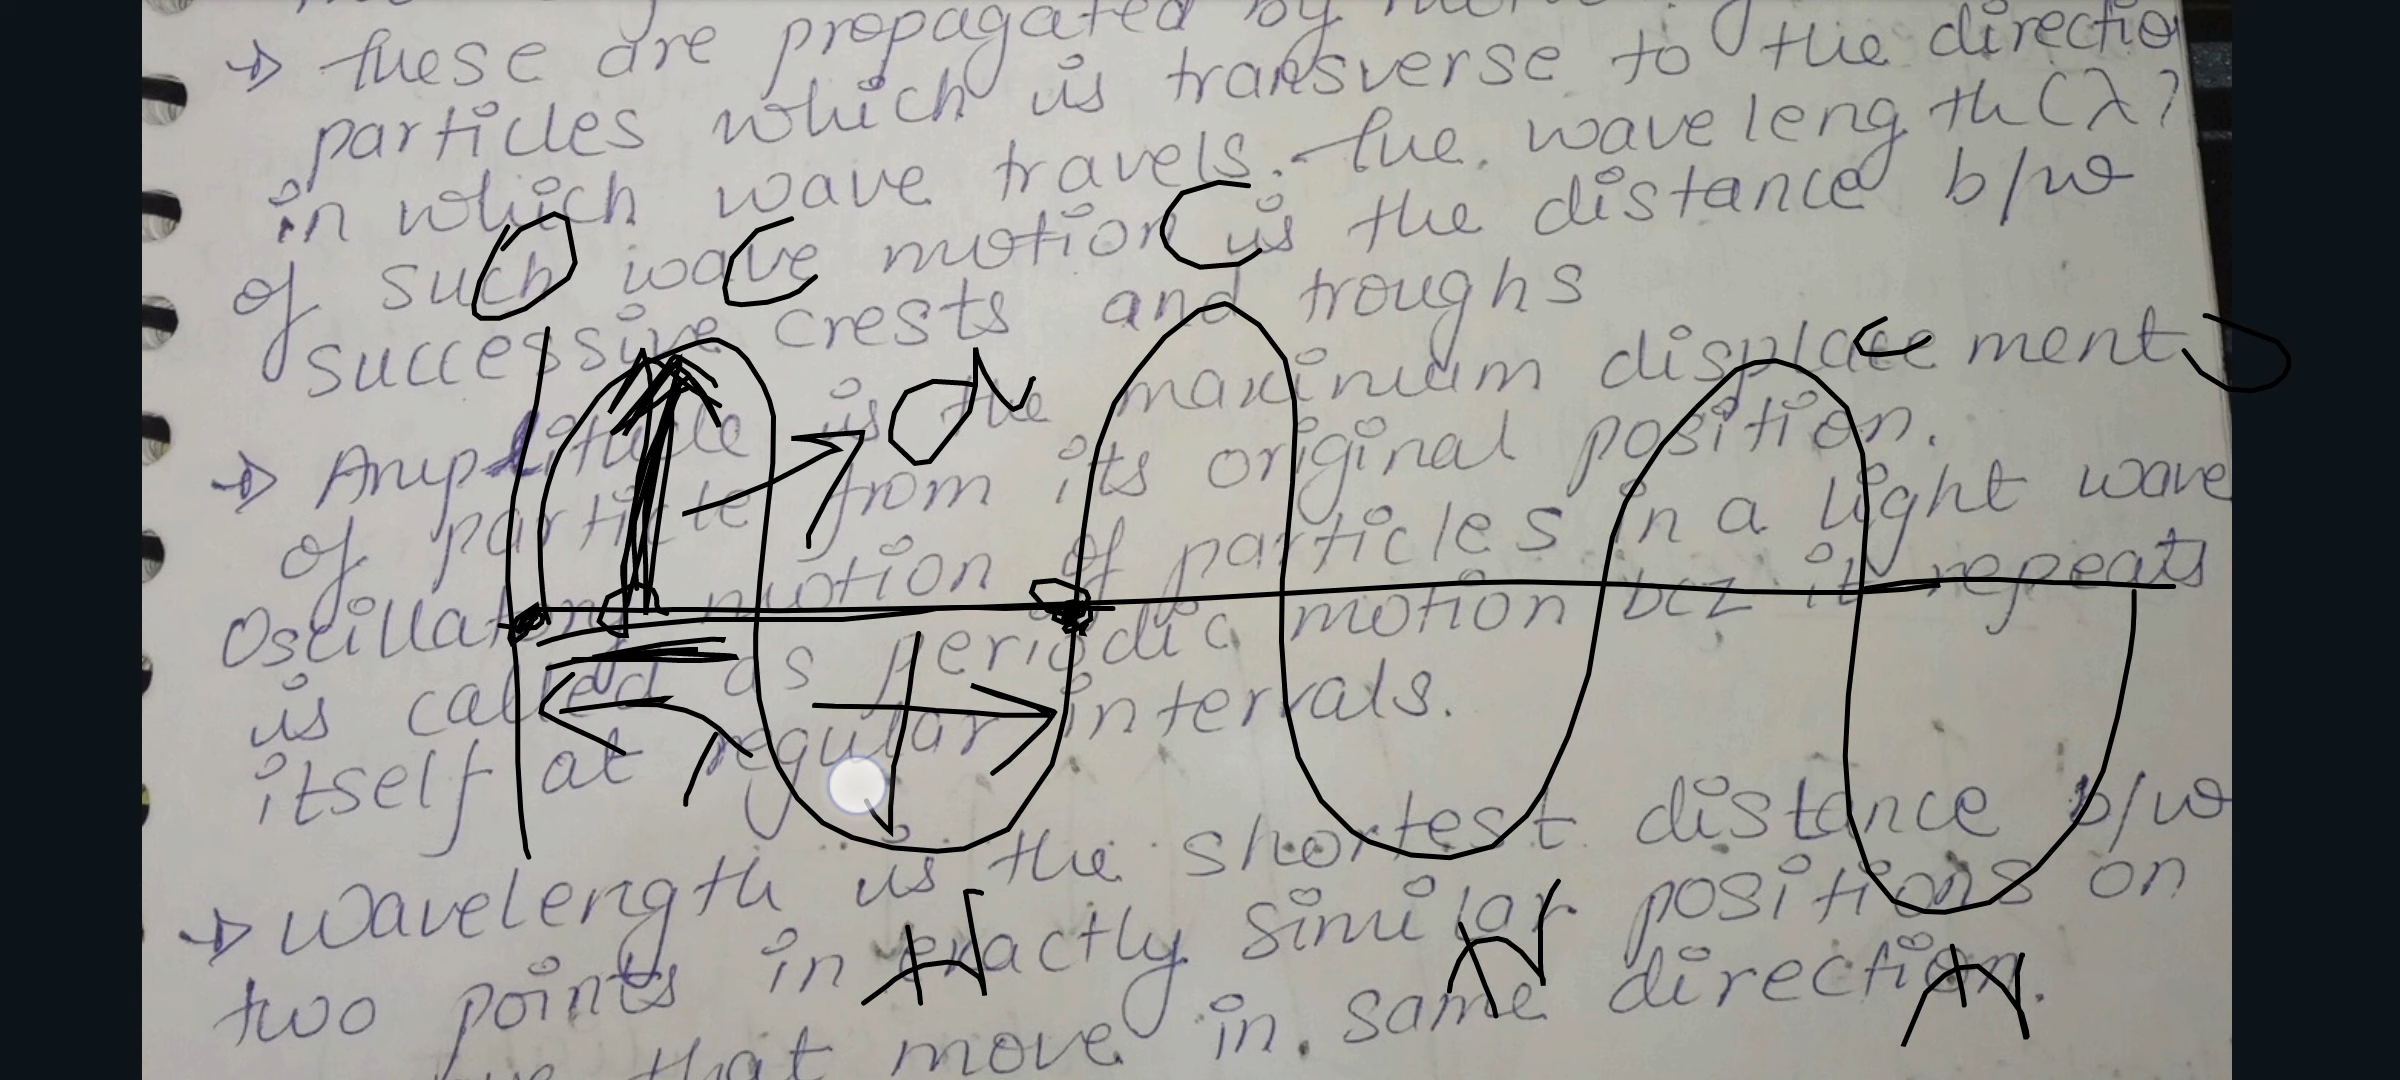 → these are propagated by
particles which is transverse to the directio
in which wave travels. the wavelength (λ)
of such wave motion is the distance b/w
successive crests and troughs
→ Amplitude is the maximum displacement
of particle from its original position.
Oscillatory motion of particles in a light wave
is called as periodic motion bcz it repeats
itself at regular intervals.
→ wavelength is the shortest distance b/w
two points in exactly similar positions on
that move in same direction.
C
C